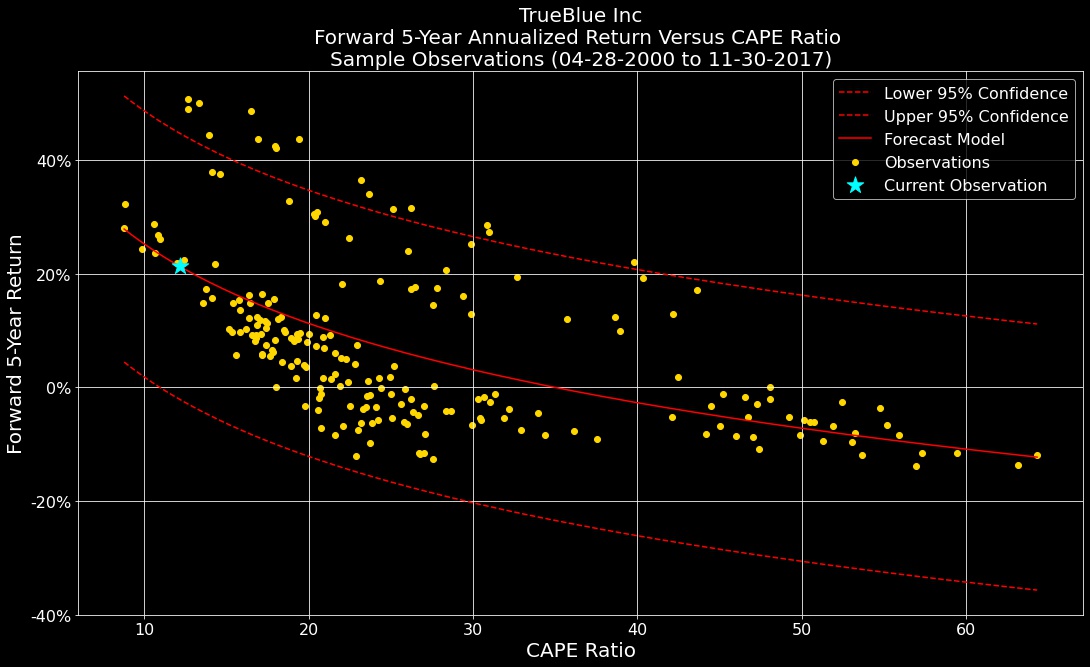 TrueBlue Inc
Forward 5-Year Annualized Return Versus CAPE Ratio
Sample Observations (04-28-2000 to 11-30-2017)
Lower 95% Confidence
Upper 95% Confidence
Forecast Model
Observations
Current Observation
Forward 5-Year Return
40%
20%
0%
-20%
-40%
10 20 30 40 50 60
CAPE Ratio